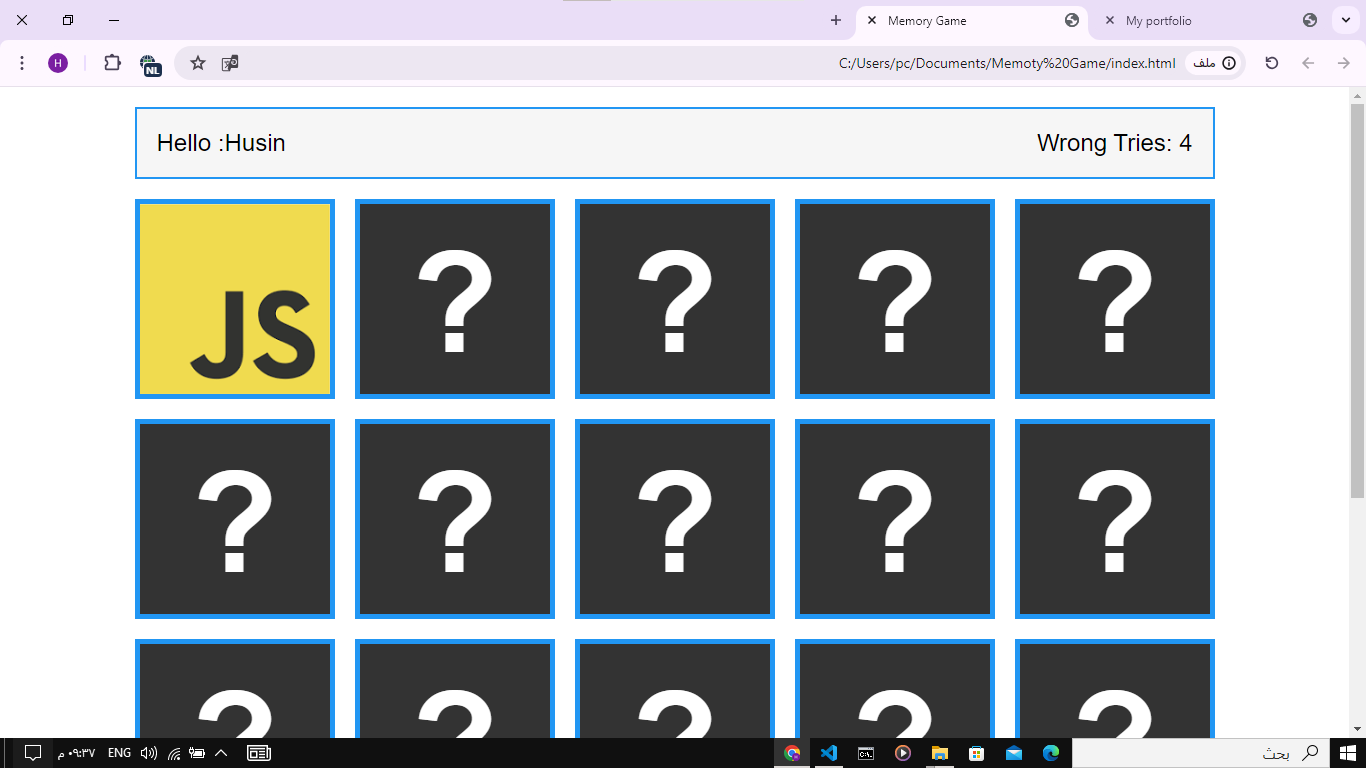 Memory Game
My portfolio
H
NL
C:/Users/pc/Documents/Memoty%20Game/index.html
ملف
Hello :Husin
Wrong Tries: 4
JS
? ? ? ?
? ? ? ? ?
? ? ? ? ?
٠٩:٣٧ م
ENG
C:\.
بحث